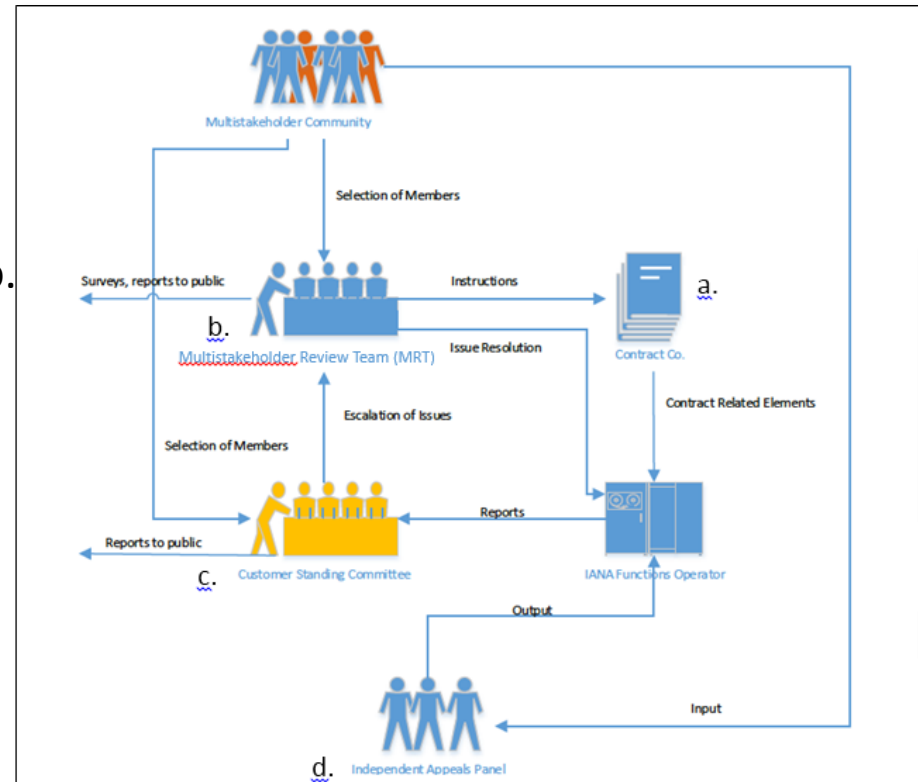 Multistakeholder Community
Selection of Members
Surveys, reports to public
Instructions
a.
b.
Multistakeholder Review Team (MRT)
Issue Resolution
Contract Co.
Escalation of Issues
Contract Related Elements
Selection of Members
Reports
Reports to public
c.
Customer Standing Committee
IANA Functions Operator
Output
Input
d.
Independent Appeals Panel